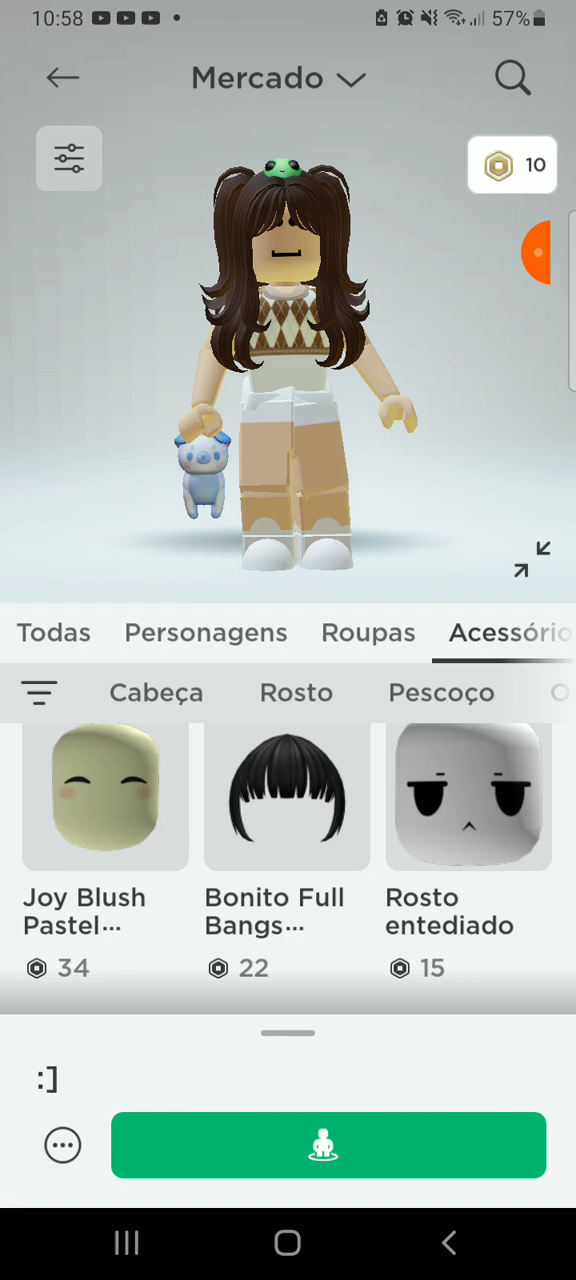 10:58
57%
Mercado
10
Todas Personagens Roupas Acessório
Cabeça Rosto Pescoço O
Joy Blush Pastel...
Bonito Full Bangs...
Rosto entediado
34
22
15
:]